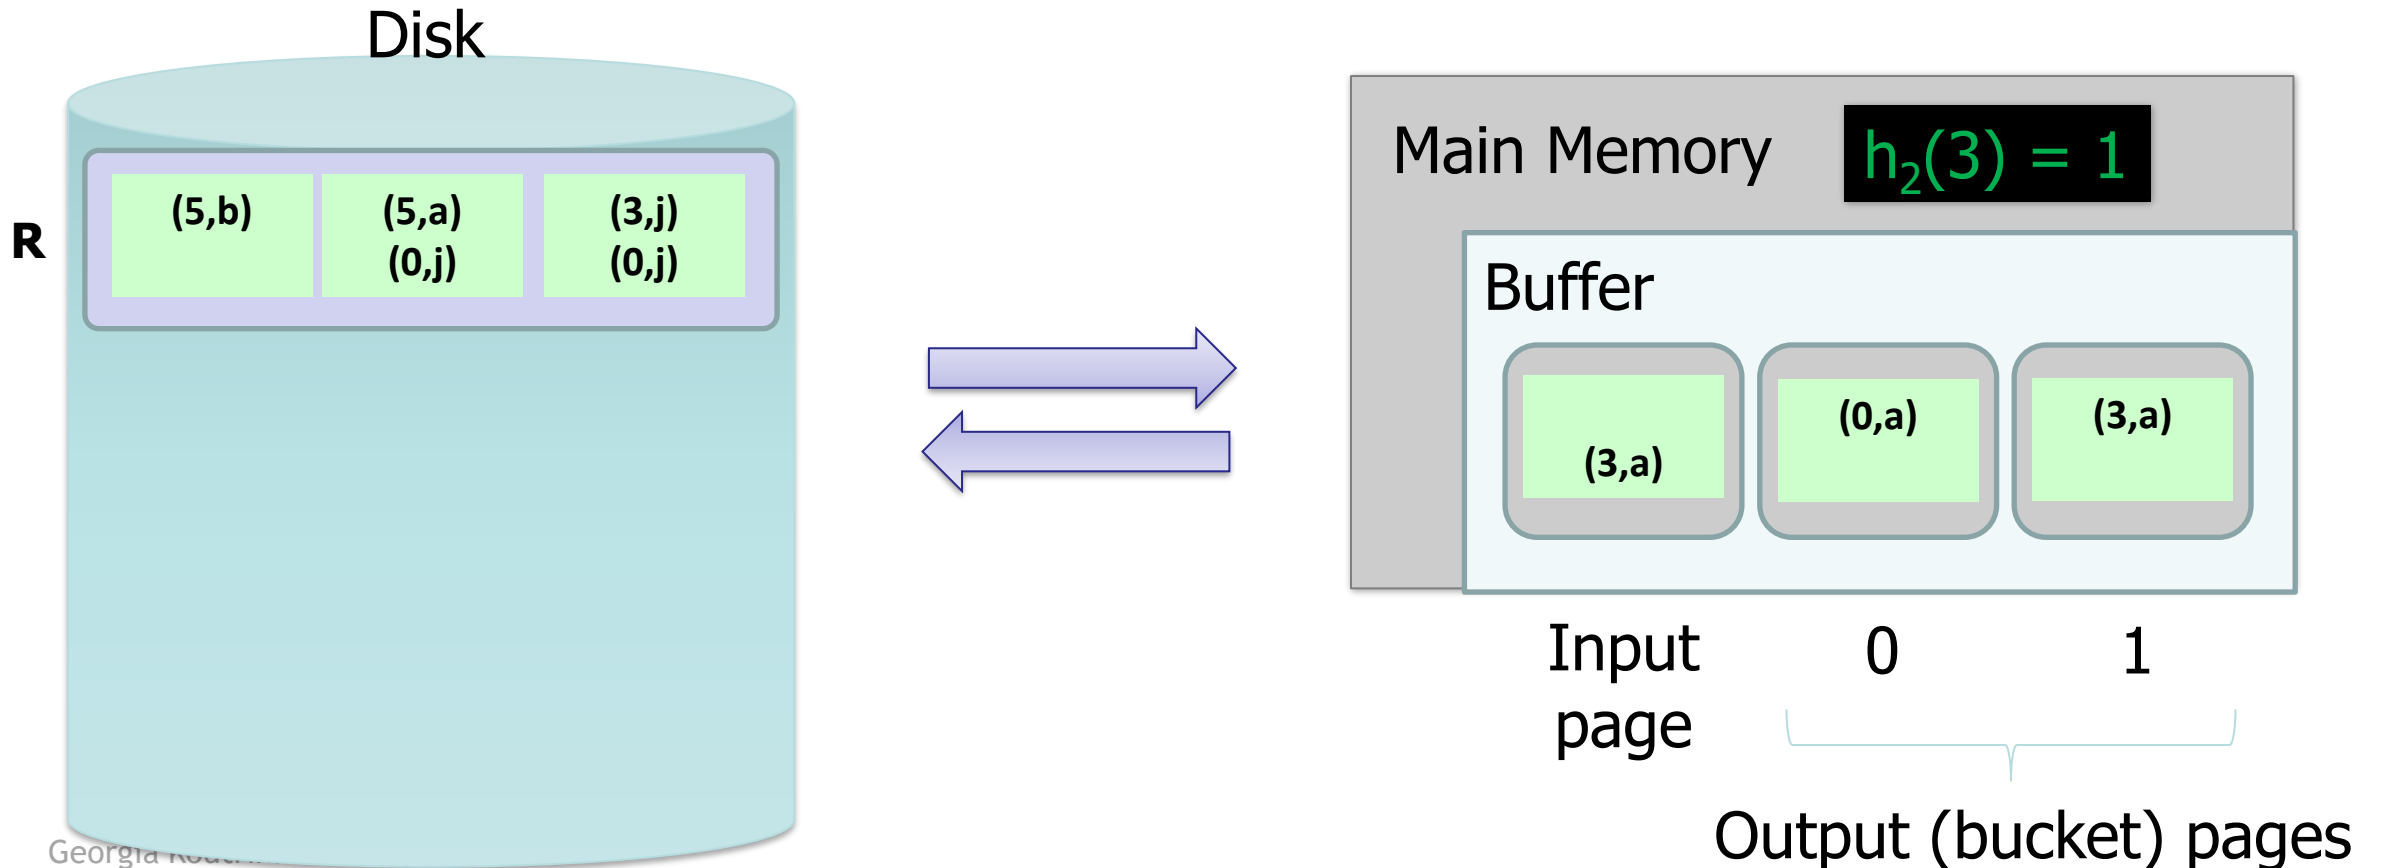 Disk
R
(5,b)
(5,a)
(0,j)
(3,j)
(0,j)
Main Memory
h₂(3) = 1
Buffer
(3,a)
(0,a)
(3,a)
Input
page
0
1
Output (bucket) pages
Georgia